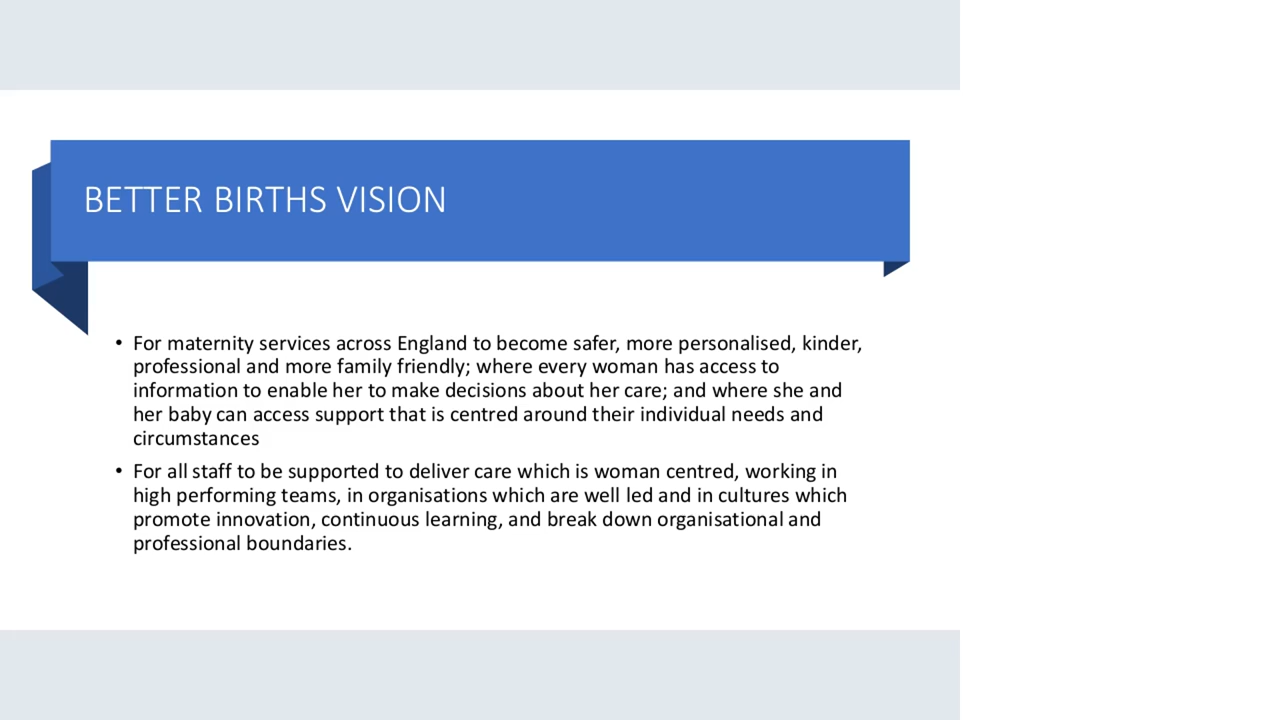 BETTER BIRTHS VISION
• For maternity services across England to become safer, more personalised, kinder,
professional and more family friendly; where every woman has access to
information to enable her to make decisions about her care; and where she and
her baby can access support that is centred around their individual needs and
circumstances
• For all staff to be supported to deliver care which is woman centred, working in
high performing teams, in organisations which are well led and in cultures which
promote innovation, continuous learning, and break down organisational and
professional boundaries.